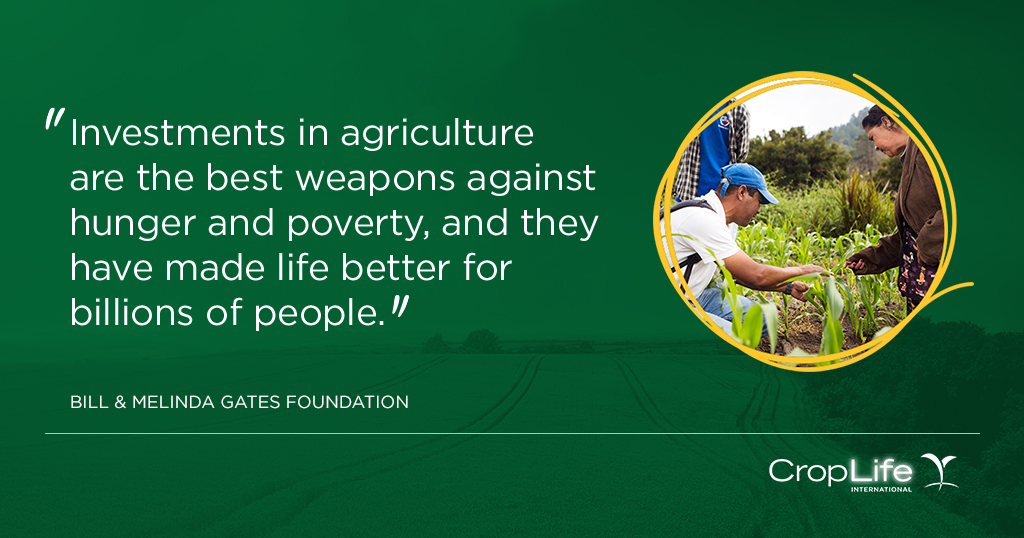 "Investments in agriculture
are the best weapons against
hunger and poverty, and they
have made life better for
billions of people."
BILL & MELINDA GATES FOUNDATION
CropLife
INTERNATIONAL